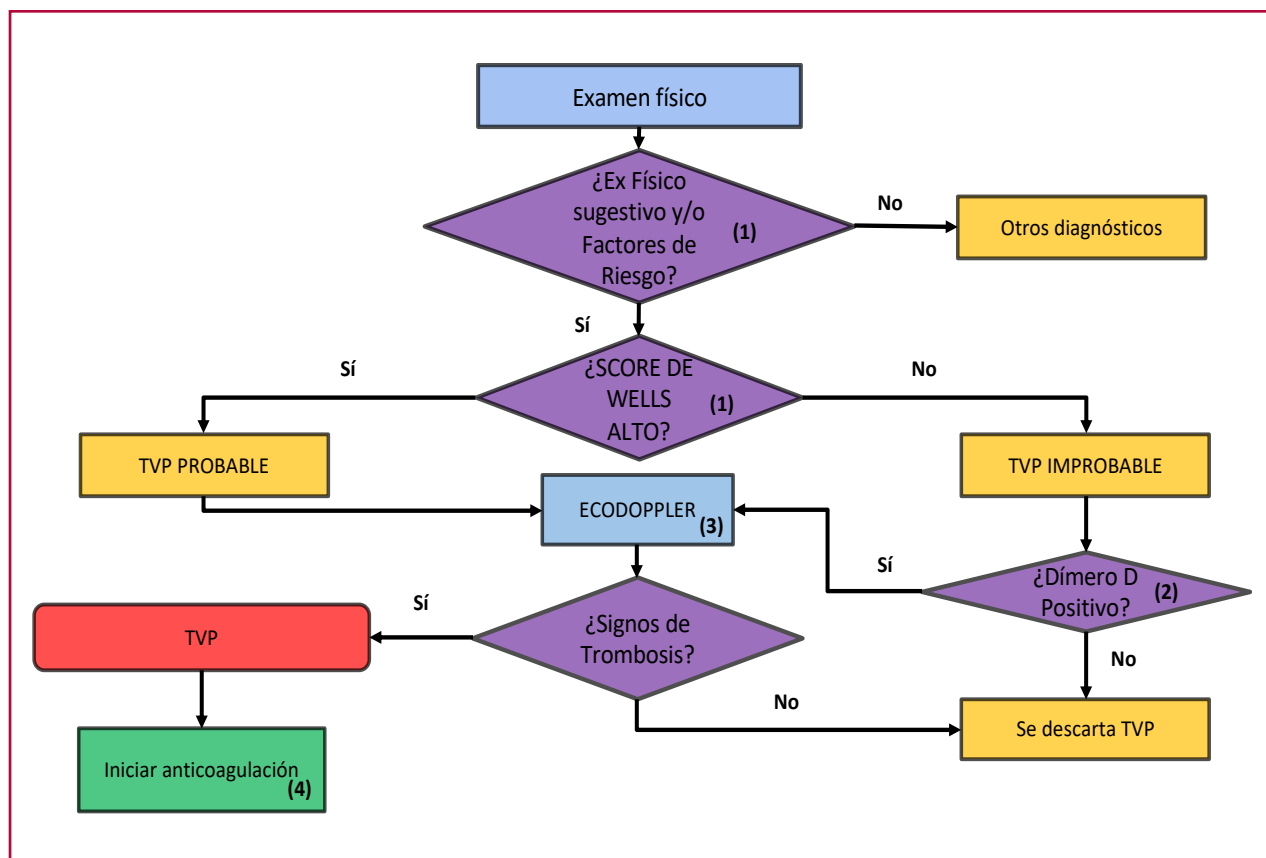 Examen físico
¿Ex Físico
sugestivo y/o
Factores de
Riesgo?
(1)
No
Otros diagnósticos
Sí
¿SCORE DE
WELLS
ALTO?
(1)
Sí
No
TVP PROBABLE
TVP IMPROBABLE
ECODOPPLER
(3)
Sí
¿Dímero D
Positivo?
(2)
Sí
¿Signos de
Trombosis?
TVP
No
No
Se descarta TVP
Iniciar anticoagulación
(4)